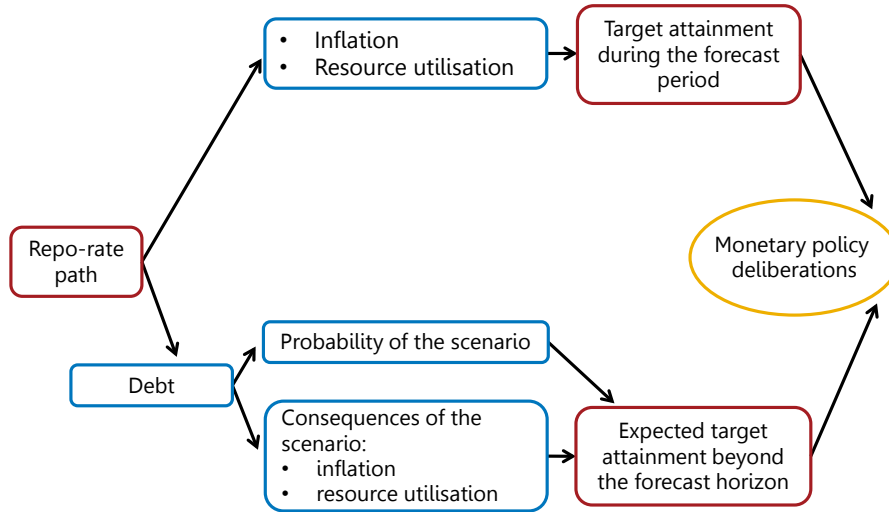 • Inflation
• Resource utilisation
Target attainment
during the forecast
period
Repo-rate
path
Monetary policy
deliberations
Probability of the scenario
Debt
Consequences of the
scenario:
• inflation
• resource utilisation
Expected target
attainment beyond
the forecast horizon